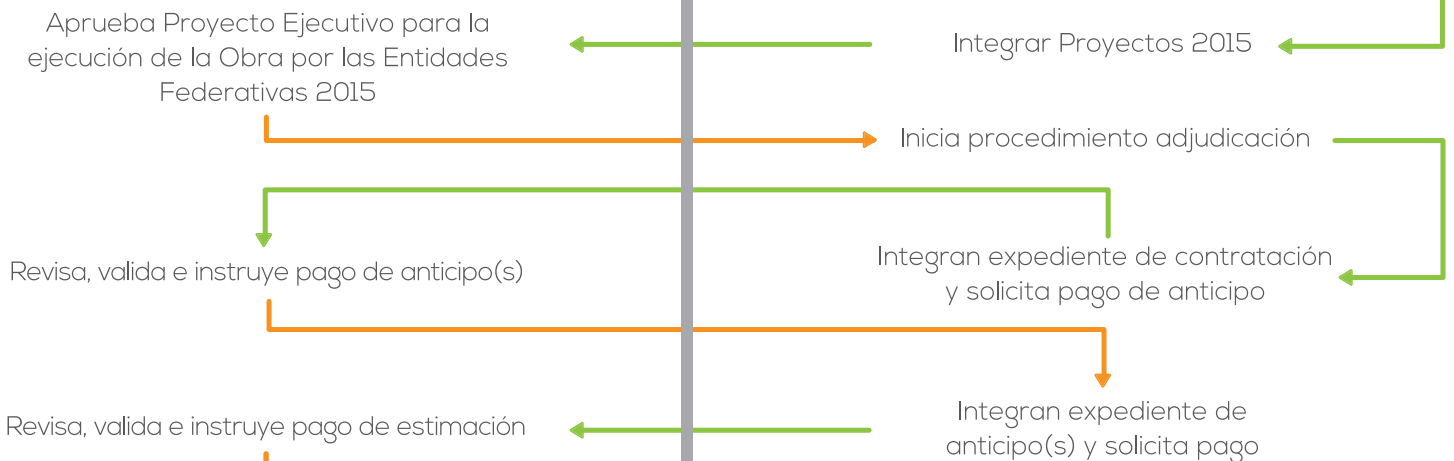 Aprueba Proyecto Ejecutivo para la
ejecución de la Obra por las Entidades
Federativas 2015
Integrar Proyectos 2015
Inicia procedimiento adjudicación
Revisa, valida e instruye pago de anticipo(s)
Integran expediente de contratación
y solicita pago de anticipo
Revisa, valida e instruye pago de estimación
Integran expediente de
anticipo(s) y solicita pago